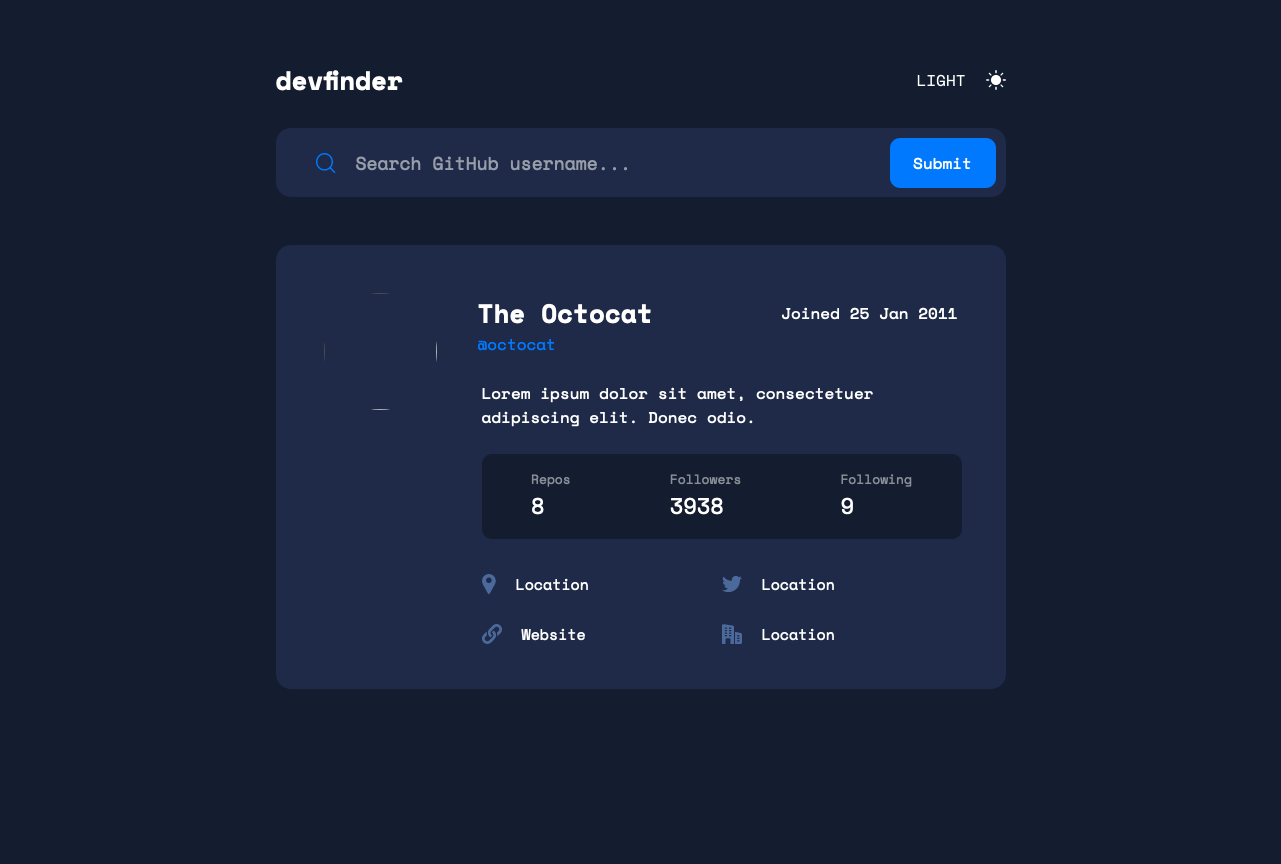 devfinder
LIGHT
Search GitHub username...
Submit
The Octocat
Joined 25 Jan 2011
@octocat
Lorem ipsum dolor sit amet, consectetuer
adipiscing elit. Donec odio.
Repos
Followers
Following
8
3938
9
Location
Location
Website
Location